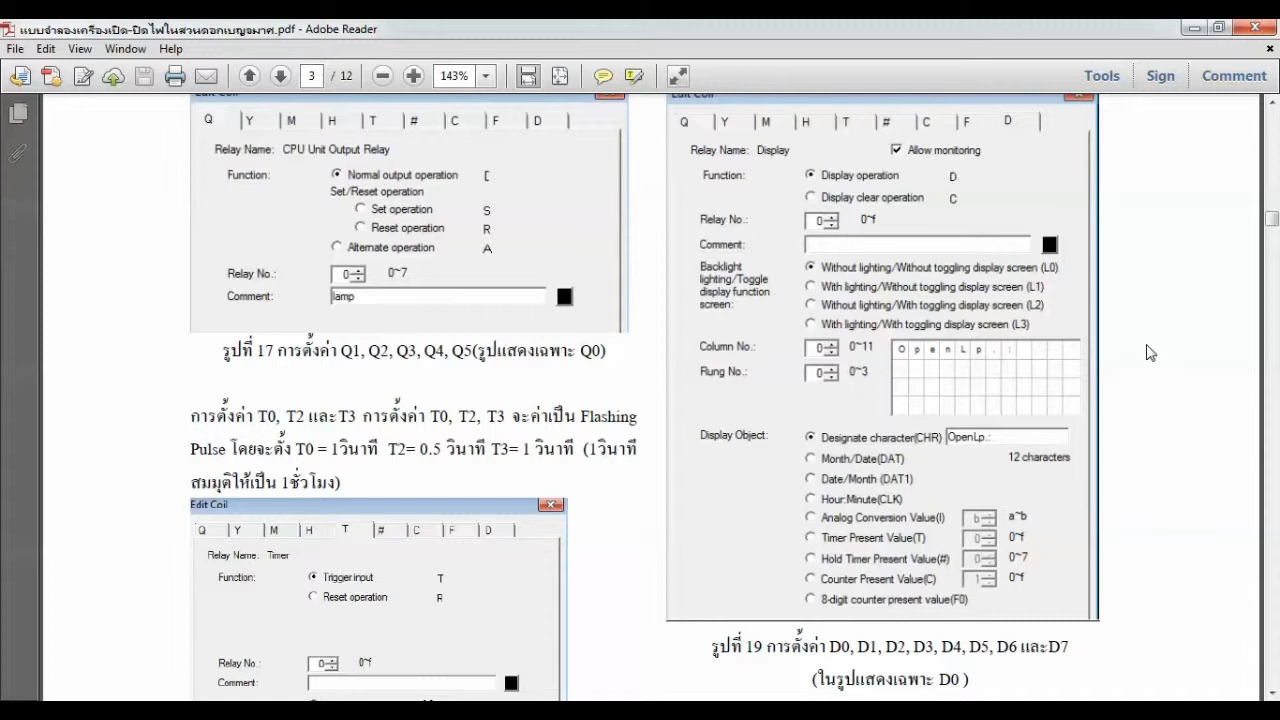 แบบจำลองเครื่องเปิด-ปิดไฟในสวนดอกเบญจมาศ.pdf - Adobe Reader
File Edit View Window Help
3 / 12 143% Tools Sign Comment
Edit Coil
Q Y M H T # C F D
Relay Name: CPU Unit Output Relay
Function: Normal output operation [
Set/Reset operation
Set operation S
Reset operation R
Alternate operation A
Relay No.: 0 0~7
Comment: lamp
รูปที่ 17 การตั้งค่า Q1, Q2, Q3, Q4, Q5(รูปแสดงเฉพาะ Q0)
การตั้งค่า T0, T2 และT3 การตั้งค่า T0, T2, T3 จะค่าเป็น Flashing
Pulse โดยจะตั้ง T0 = 1วินาที T2= 0.5 วินาที T3= 1 วินาที (1วินาที
สมมุติให้เป็น 1ชั่วโมง)
Edit Coil
Q Y M H T # C F D
Relay Name: Timer
Function: Trigger input T
Reset operation R
Relay No.: 0 0~f
Comment:
Edit Coil
Q Y M H T # C F D
Relay Name: Display Allow monitoring
Function: Display operation D
Display clear operation C
Relay No.: 0 0~f
Comment:
Backlight
lighting/Toggle
display function
screen:
Without lighting/Without toggling display screen (L0)
With lighting/Without toggling display screen (L1)
Without lighting/With toggling display screen (L2)
With lighting/With toggling display screen (L3)
Column No.: 0 0~11
Rung No.: 0 0~3
O p e n L p . :
Display Object: Designate character(CHR) OpenLp.:
Month/Date(DAT) 12 characters
Date/Month (DAT1)
Hour:Minute(CLK)
Analog Conversion Value(I) b a~b
Timer Present Value(T) 0 0~f
Hold Timer Present Value(#) 0 0~7
Counter Present Value(C) 1 0~f
8-digit counter present value(F0)
รูปที่ 19 การตั้งค่า D0, D1, D2, D3, D4, D5, D6 และD7
(ในรูปแสดงเฉพาะ D0 )